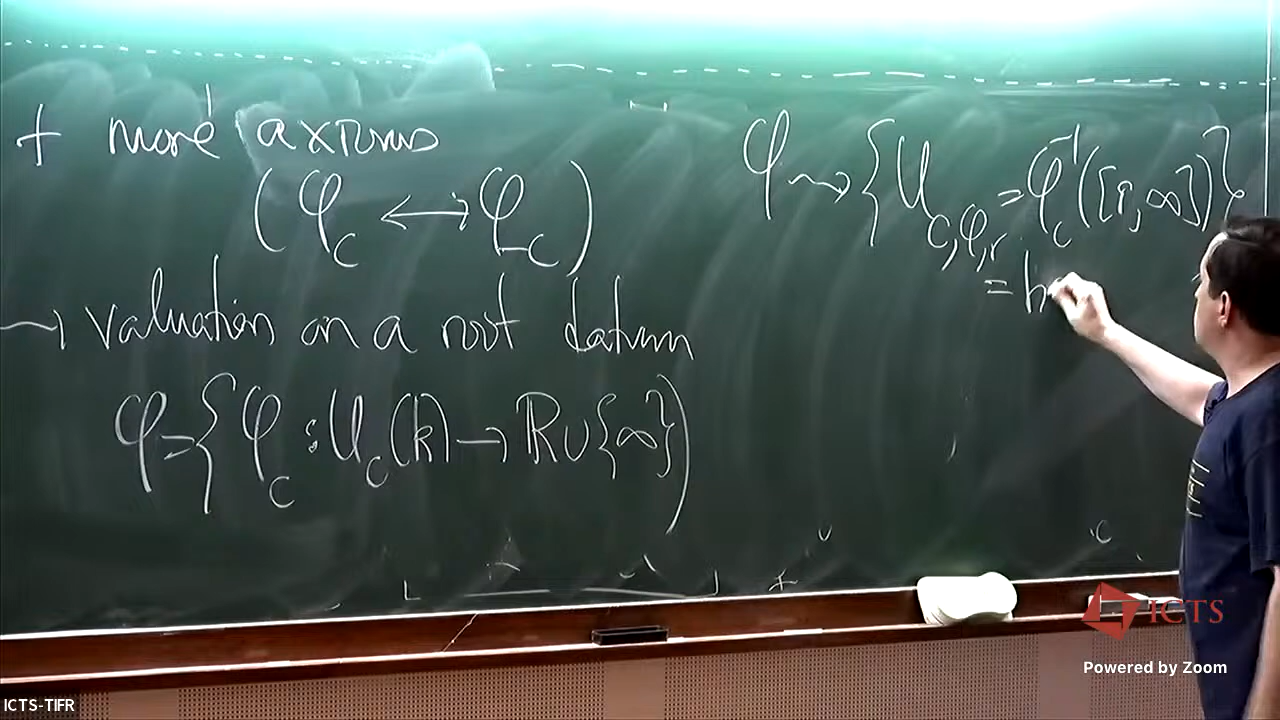 + more axioms
(φ_c ↔ φ_{-c})
⇝ valuation on a root datum
φ = {φ_c : U_c(k) → ℝ ∪ {∞}}
φ ⇝ {U_{c,φ,r} = φ_c^{-1}([r, ∞])}
= h
ICTS
Powered by Zoom
ICTS-TIFR